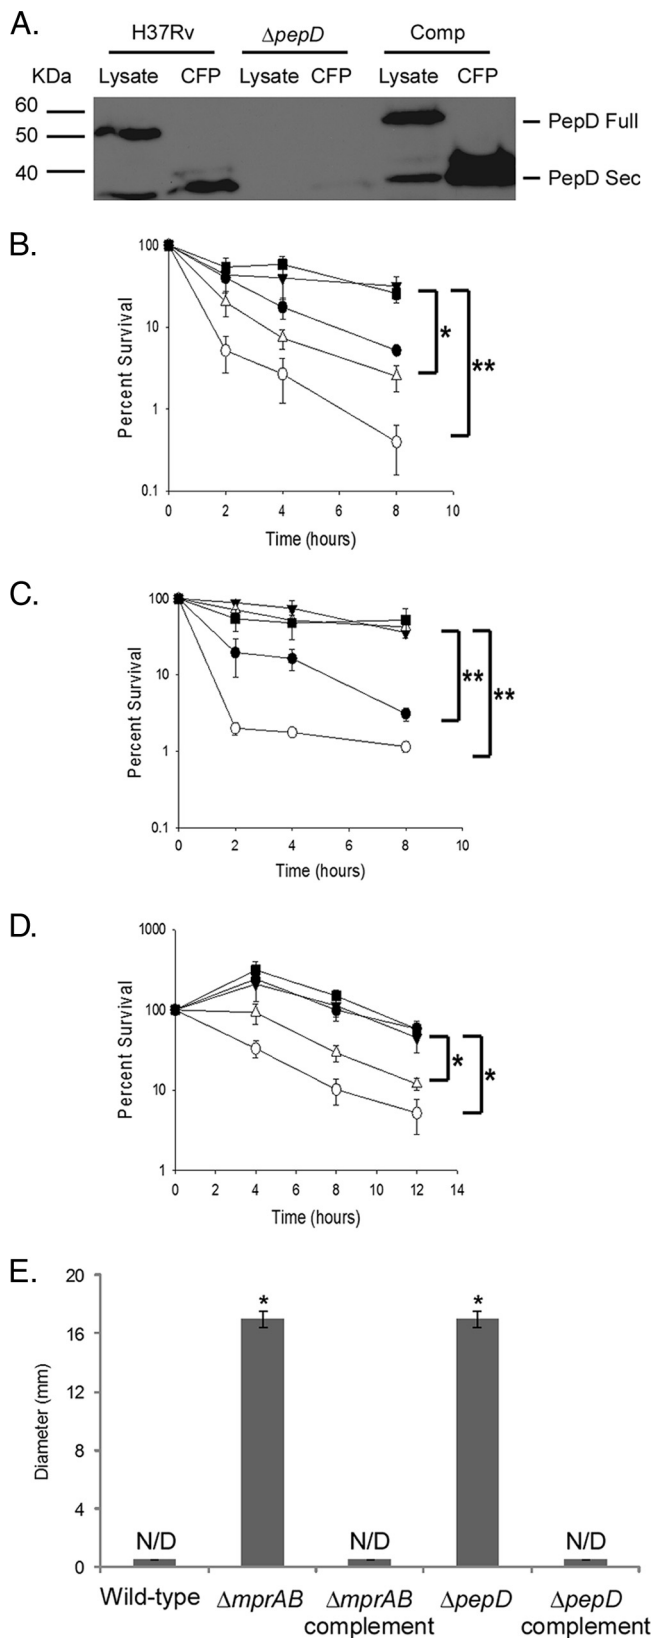 A.
H37Rv ΔpepD Comp
KDa Lysate CFP Lysate CFP Lysate CFP
60
50
40
PepD Full
PepD Sec
B.
Percent Survival
100
10
1
0.1
0 2 4 6 8 10
Time (hours)
*
**
C.
Percent Survival
100
10
1
0.1
0 2 4 6 8 10
Time (hours)
**
**
D.
Percent Survival
1000
100
10
1
0 2 4 6 8 10 12 14
Time (hours)
*
*
E.
Diameter (mm)
20
16
12
8
4
0
N/D * N/D * N/D
Wild-type ΔmprAB ΔmprAB ΔpepD ΔpepD
complement complement